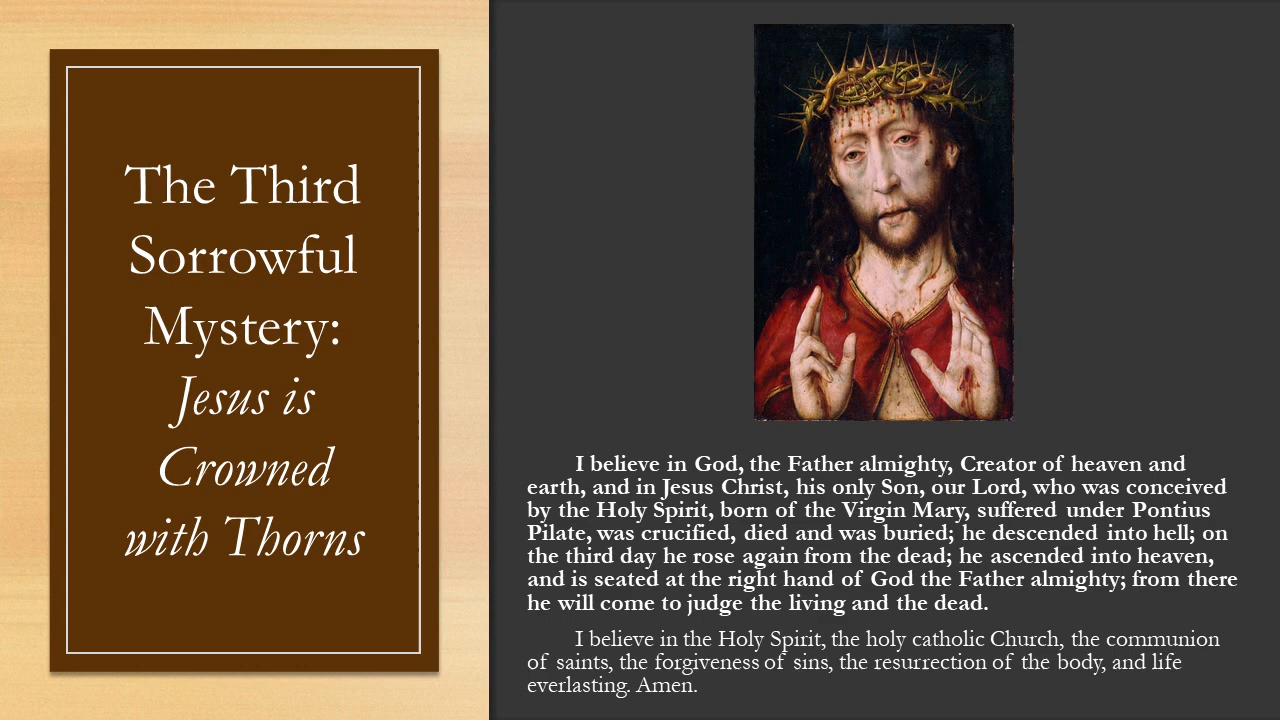 The Third
Sorrowful
Mystery:
Jesus is
Crowned
with Thorns
I believe in God, the Father almighty, Creator of heaven and
earth, and in Jesus Christ, his only Son, our Lord, who was conceived
by the Holy Spirit, born of the Virgin Mary, suffered under Pontius
Pilate, was crucified, died and was buried; he descended into hell; on
the third day he rose again from the dead; he ascended into heaven,
and is seated at the right hand of God the Father almighty; from there
he will come to judge the living and the dead.
I believe in the Holy Spirit, the holy catholic Church, the communion
of saints, the forgiveness of sins, the resurrection of the body, and life
everlasting. Amen.